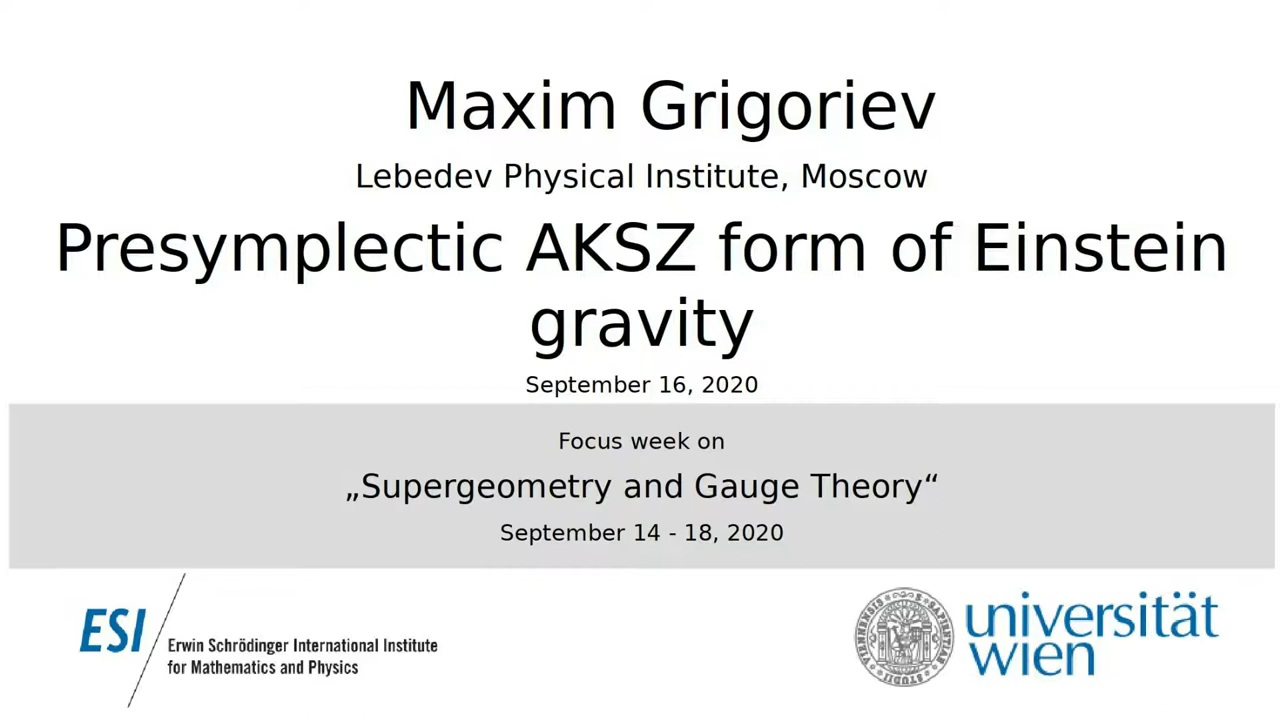 Maxim Grigoriev
Lebedev Physical Institute, Moscow
Presymplectic AKSZ form of Einstein
gravity
September 16, 2020
Focus week on
„Supergeometry and Gauge Theory“
September 14 - 18, 2020
ESI
Erwin Schrödinger International Institute
for Mathematics and Physics
universität
wien